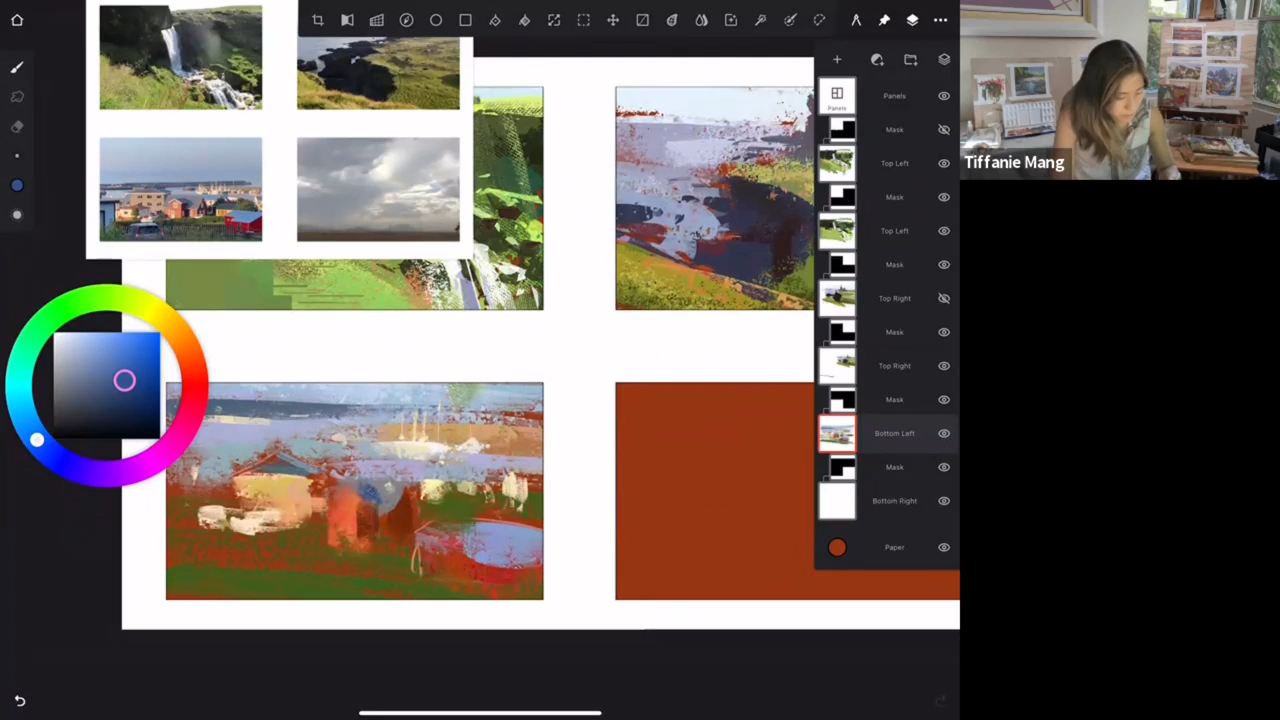 Panels
Panels
Mask
Top Left
Mask
Top Left
Mask
Top Right
Mask
Top Right
Mask
Bottom Left
Mask
Bottom Right
Paper
Tiffanie Mang